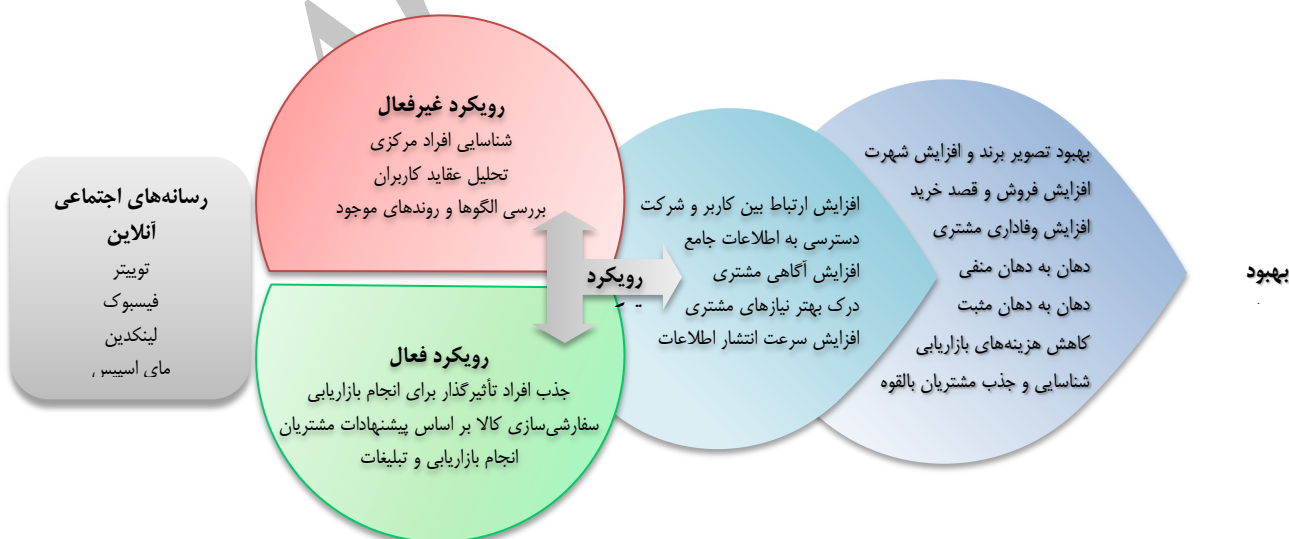 رسانه‌های اجتماعی
آنلاین
توییتر
فیسبوک
لینکدین
مای اسپیس
رویکرد غیرفعال
شناسایی افراد مرکزی
تحلیل عقاید کاربران
بررسی الگوها و روندهای موجود
رویکرد فعال
جذب افراد تأثیرگذار برای انجام بازاریابی
سفارشی‌سازی کالا بر اساس پیشنهادات مشتریان
انجام بازاریابی و تبلیغات
رویکرد
افزایش ارتباط بین کاربر و شرکت
دسترسی به اطلاعات جامع
افزایش آگاهی مشتری
درک بهتر نیازهای مشتری
افزایش سرعت انتشار اطلاعات
بهبود تصویر برند و افزایش شهرت
افزایش فروش و قصد خرید
افزایش وفاداری مشتری
دهان به دهان منفی
دهان به دهان مثبت
کاهش هزینه‌های بازاریابی
شناسایی و جذب مشتریان بالقوه
بهبود